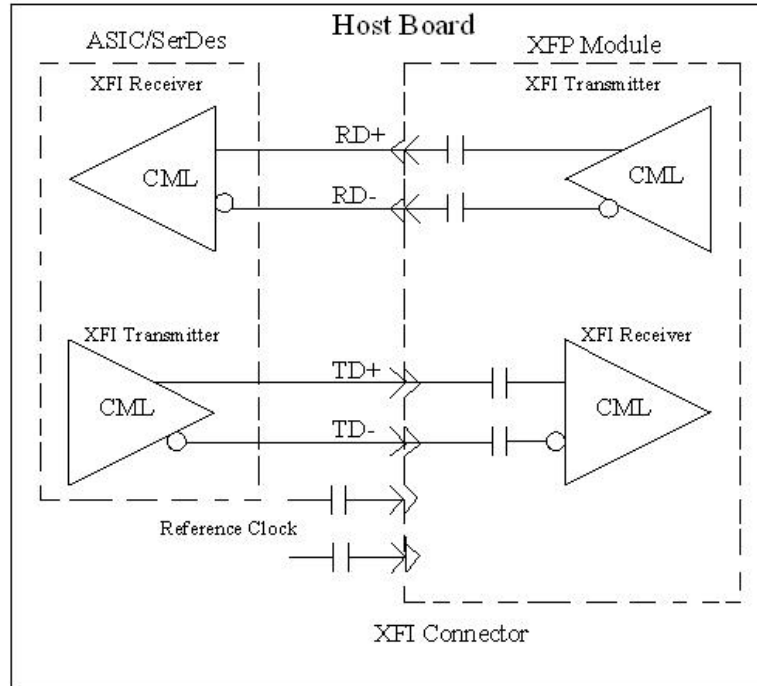 Host Board
ASIC/SerDes
XFP Module
XFI Receiver
XFI Transmitter
RD+
CML
CML
RD-
XFI Transmitter
XFI Receiver
TD+
CML
CML
TD-
Reference Clock
XFI Connector